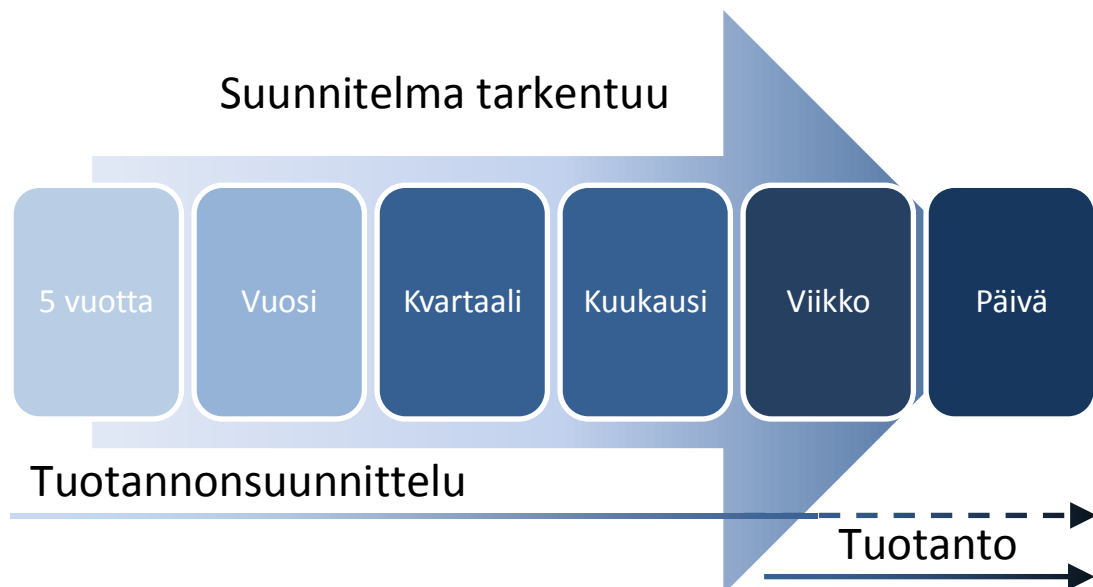 Suunnitelma tarkentuu
5 vuotta
Vuosi
Kvartaali
Kuukausi
Viikko
Päivä
Tuotannonsuunnittelu
Tuotanto